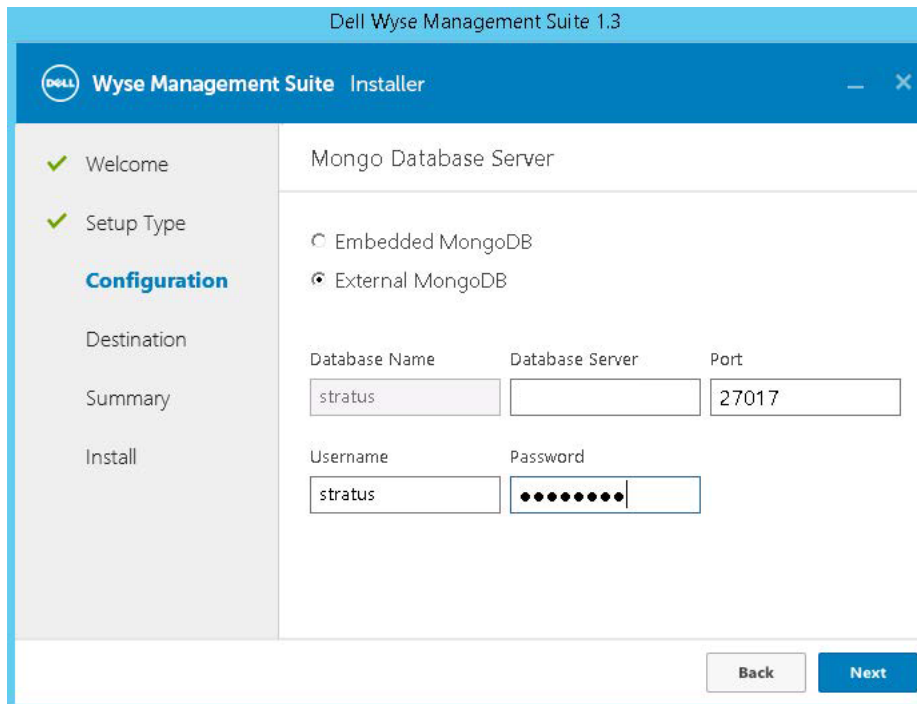 Dell Wyse Management Suite 1.3
DELL Wyse Management Suite Installer
Welcome
Setup Type
Configuration
Destination
Summary
Install
Mongo Database Server
Embedded MongoDB
External MongoDB
Database Name Database Server Port
stratus 27017
Username Password
stratus ●●●●●●●●
Back Next